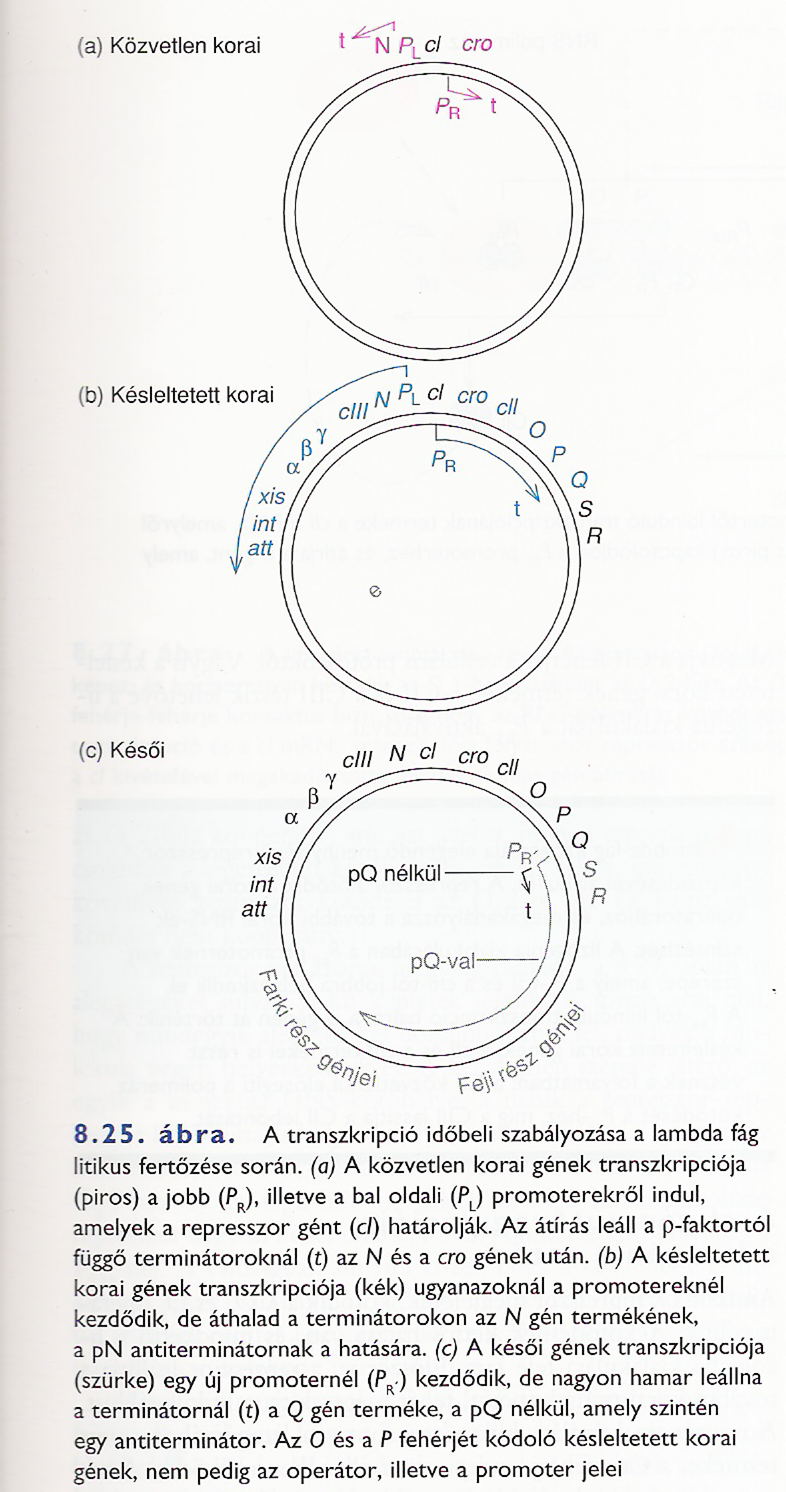 (a) Közvetlen korai
t N P_L cI cro
P_R t
(b) Késleltetett korai
α β γ cIII N P_L cI cro cII O P Q S R
P_R
t
xis
int
att
e
(c) Késői
α β γ cIII N cI cro cII O P Q S R
xis
int
att
P_R′
pQ nélkül
t
pQ-val
Farki rész génjei
Feji rész génjei
8.25. ábra. A transzkripció időbeli szabályozása a lambda fág
litikus fertőzése során. (a) A közvetlen korai gének transzkripciója
(piros) a jobb (P_R), illetve a bal oldali (P_L) promoterekről indul,
amelyek a represszor gént (cI) határolják. Az átírás leáll a ρ-faktortól
függő terminátoroknál (t) az N és a cro gének után. (b) A késleltetett
korai gének transzkripciója (kék) ugyanazoknál a promotereknél
kezdődik, de áthalad a terminátorokon az N gén termékének,
a pN antiterminátornak a hatására. (c) A késői gének transzkripciója
(szürke) egy új promoternél (P_R′) kezdődik, de nagyon hamar leállna
a terminátornál (t) a Q gén terméke, a pQ nélkül, amely szintén
egy antiterminátor. Az O és a P fehérjét kódoló késleltetett korai
gének, nem pedig az operátor, illetve a promoter jelei